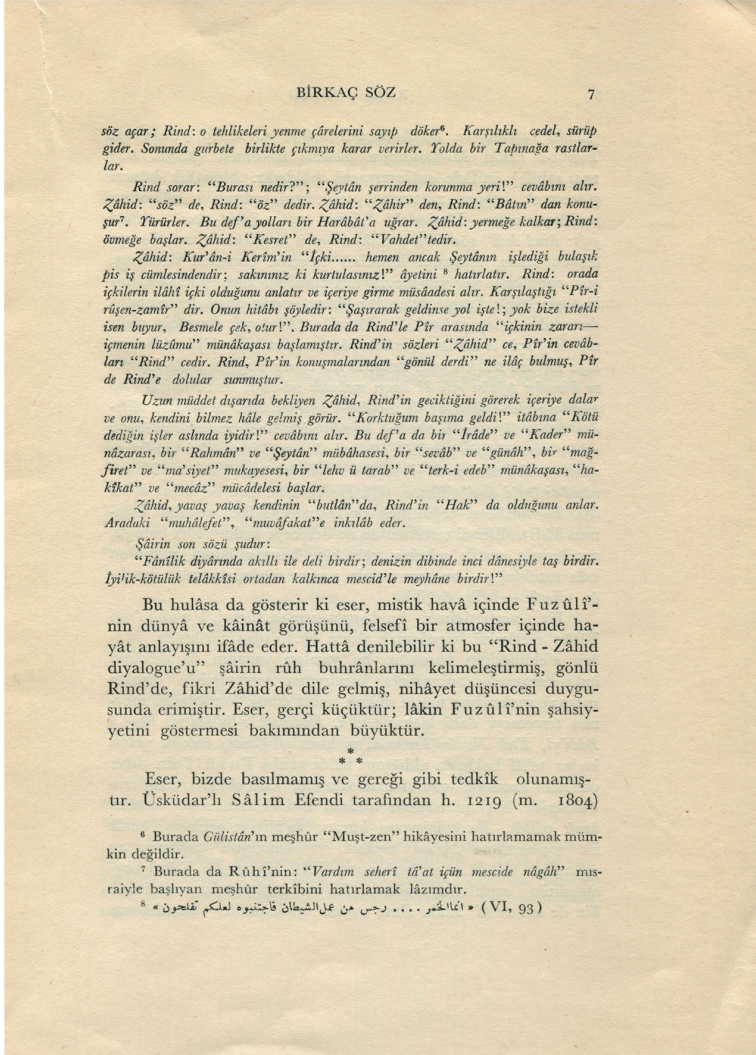 BİRKAÇ SÖZ 7
söz açar; Rind: o tehlikeleri yenme çârelerini sayıp döker⁶. Karşılıklı cedel, sürüp
gider. Sonunda gurbete birlikte çıkmıya karar verirler. Yolda bir Tapınağa rastlar-
lar.
Rind sorar: “Burası nedir?”; “Şeytân şerrinden korunma yeri!” cevâbını alır.
Zâhid: “söz” de, Rind: “öz” dedir. Zâhid: “Zâhir” den, Rind: “Bâtın” dan konu-
şur⁷. Yürürler. Bu def'a yolları bir Harâbât'a uğrar. Zâhid: yermeğe kalkar; Rind:
övmeğe başlar. Zâhid: “Kesret” de, Rind: “Vahdet”tedir.
Zâhid: Kur'ân-i Kerîm'in “İçki...... hemen ancak Şeytânın işlediği bulaşık
pis iş cümlesindendir; sakınınız ki kurtulasınız!” âyetini ⁸ hatırlatır. Rind: orada
içkilerin ilâhî içki olduğunu anlatır ve içeriye girme müsâadesi alır. Karşılaştığı “Pîr-i
rûşen-zamîr” dir. Onun hitâbı şöyledir: “Şaşırarak geldinse yol işte!; yok bize istekli
isen buyur, Besmele çek, otur!”. Burada da Rind'le Pîr arasında “içkinin zararı—
içmenin lüzûmu” münâkaşası başlamıştır. Rind'in sözleri “Zâhid” ce, Pîr'in cevâb-
ları “Rind” cedir. Rind, Pîr'in konuşmalarından “gönül derdi” ne ilâç bulmuş, Pîr
de Rind'e dolular sunmuştur.
Uzun müddet dışarıda bekliyen Zâhid, Rind'in geciktiğini görerek içeriye dalar
ve onu, kendini bilmez hâle gelmiş görür. “Korktuğum başıma geldi!” itâbına “Kötü
dediğin işler aslında iyidir!” cevâbını alır. Bu def'a da bir “İrâde” ve “Kader” mü-
nâzarası, bir “Rahmân” ve “Şeytân” mübâhasesi, bir “sevâb” ve “günâh”, bir “mağ-
firet” ve “ma'siyet” mukayesesi, bir “lehv ü tarab” ve “terk-i edeb” münâkaşası, “ha-
kîkat” ve “mecâz” mücâdelesi başlar.
Zâhid, yavaş yavaş kendinin “butlân”da, Rind'in “Hak” da olduğunu anlar.
Aradaki “muhâlefet”, “muvâfakat”e inkılâb eder.
Şâirin son sözü şudur:
“Fânîlik diyârında akıllı ile deli birdir; denizin dibinde inci dânesiyle taş birdir.
İyilik-kötülük telâkkîsi ortadan kalkınca mescid'le meyhâne birdir!”
Bu hulâsa da gösterir ki eser, mistik havâ içinde Fuzûlî'-
nin dünyâ ve kâinât görüşünü, felsefî bir atmosfer içinde ha-
yât anlayışını ifâde eder. Hattâ denilebilir ki bu “Rind - Zâhid
diyalogue'u” şâirin rûh buhrânlarını kelimeleştirmiş, gönlü
Rind'de, fikri Zâhid'de dile gelmiş, nihâyet düşüncesi duygu-
sunda erimiştir. Eser, gerçi küçüktür; lâkin Fuzûlî'nin şahsiy-
yetini göstermesi bakımından büyüktür.
*
* *
Eser, bizde basılmamış ve gereği gibi tedkîk olunamış-
tır. Üsküdar'lı Sâlim Efendi tarafından h. 1219 (m. 1804)
⁶ Burada Gülistân'ın meşhûr “Muşt-zen” hikâyesini hatırlamamak müm-
kin değildir.
⁷ Burada da Rûhî'nin: “Vardım seherî tâ'at içün mescide nâgâh” mıs-
raiyle başlıyan meşhûr terkîbini hatırlamak lâzımdır.
⁸ « انماالخمر .... رجس من عمل الشيطان فاجتنبوه لعلكم تفلحون » (VI, 93)